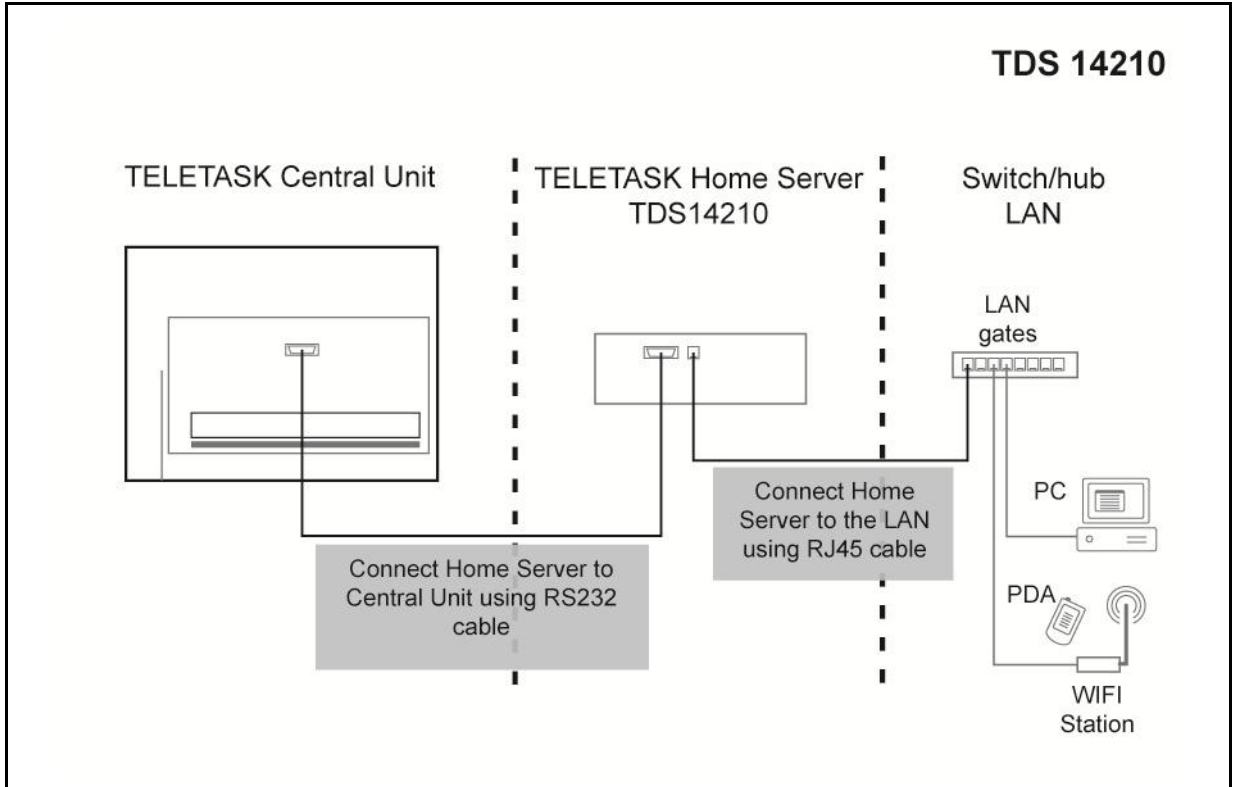 TDS 14210
TELETASK Central Unit
TELETASK Home Server
TDS14210
Switch/hub
LAN
LAN
gates
Connect Home
Server to the LAN
using RJ45 cable
PC
Connect Home Server to
Central Unit using RS232
cable
PDA
WIFI
Station